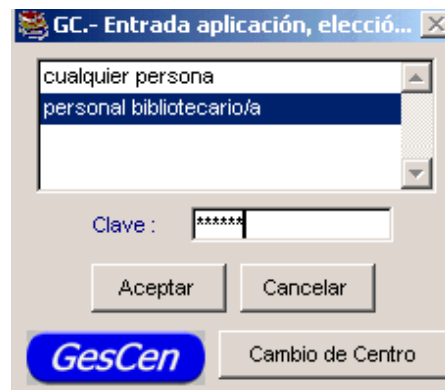 GC.- Entrada aplicación, elecció...
cualquier persona
personal bibliotecario/a
Clave : ******
Aceptar Cancelar
GesCen Cambio de Centro